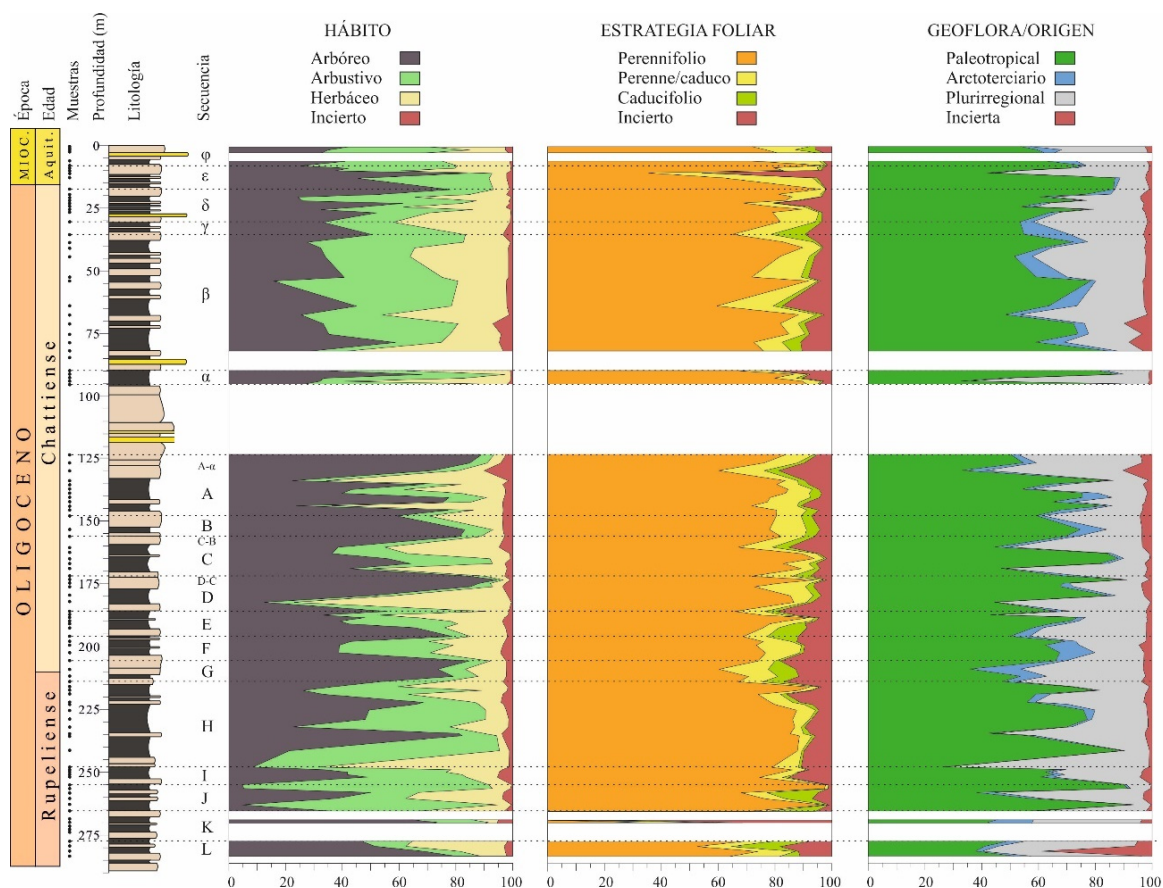 HÁBITO
Arbóreo
Arbustivo
Herbáceo
Incierto
ESTRATEGIA FOLIAR
Perennifolio
Perenne/caduco
Caducifolio
Incierto
GEOFLORA/ORIGEN
Paleotropical
Arctoterciario
Plurirregional
Incierta
Época
Edad
Muestras
Profundidad (m)
Litología
Secuencia
MIOC.
Aquit.
OLIGOCENO
Chattiense
Rupeliense
0
25
50
75
100
125
150
175
200
225
250
275
φ
ε
δ
γ
β
α
A-α
A
B
C-B
C
D-C
D
E
F
G
H
I
J
K
L
0 20 40 60 80 100
0 20 40 60 80 100
0 20 40 60 80 100